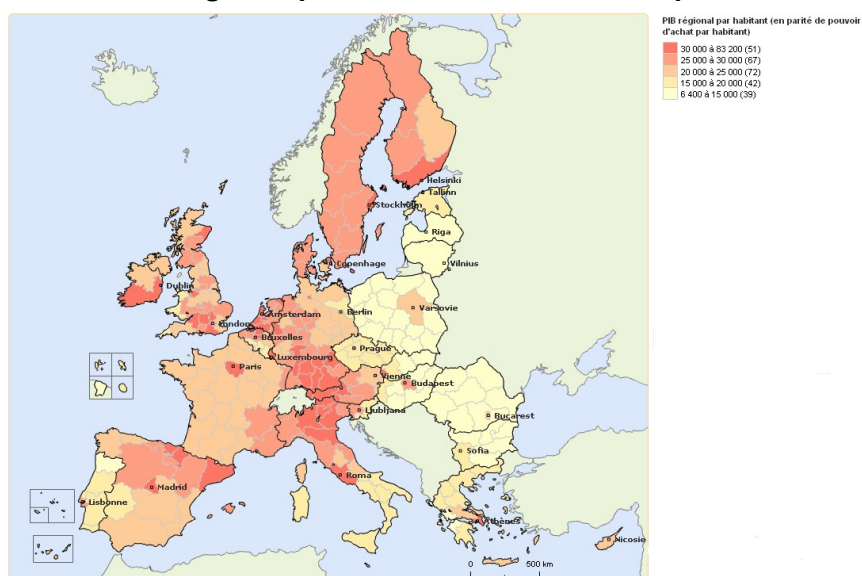 PIB régional par habitant (en parité de pouvoir
d'achat par habitant)
30 000 à 83 200 (51)
25 000 à 30 000 (67)
20 000 à 25 000 (72)
15 000 à 20 000 (42)
6 400 à 15 000 (39)
Helsinki
Tallinn
Stockholm
Riga
Vilnius
Copenhage
Dublin
Amsterdam
Berlin
Varsovie
London
Bruxelles
Prague
Luxembourg
Paris
Vienne
Budapest
Ljubljana
Bucarest
Sofia
Roma
Madrid
Lisbonne
Athènes
Nicosie
0 500 km